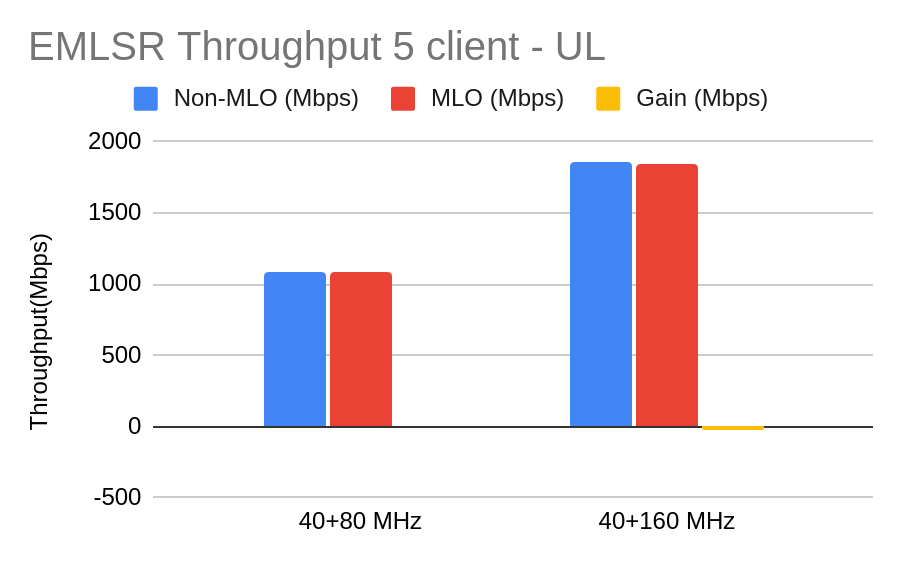 EMLSR Throughput 5 client - UL
Non-MLO (Mbps) MLO (Mbps) Gain (Mbps)
2000
1500
1000
500
0
-500
Throughput(Mbps)
40+80 MHz 40+160 MHz